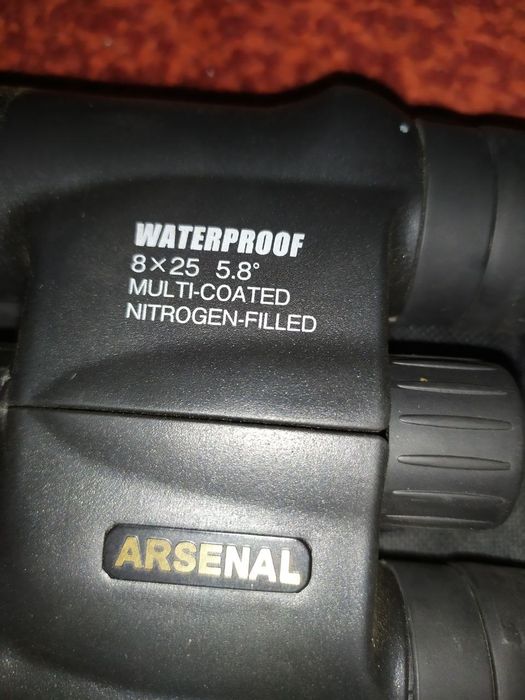 WATERPROOF
8×25 5.8°
MULTI-COATED
NITROGEN-FILLED
ARSENAL